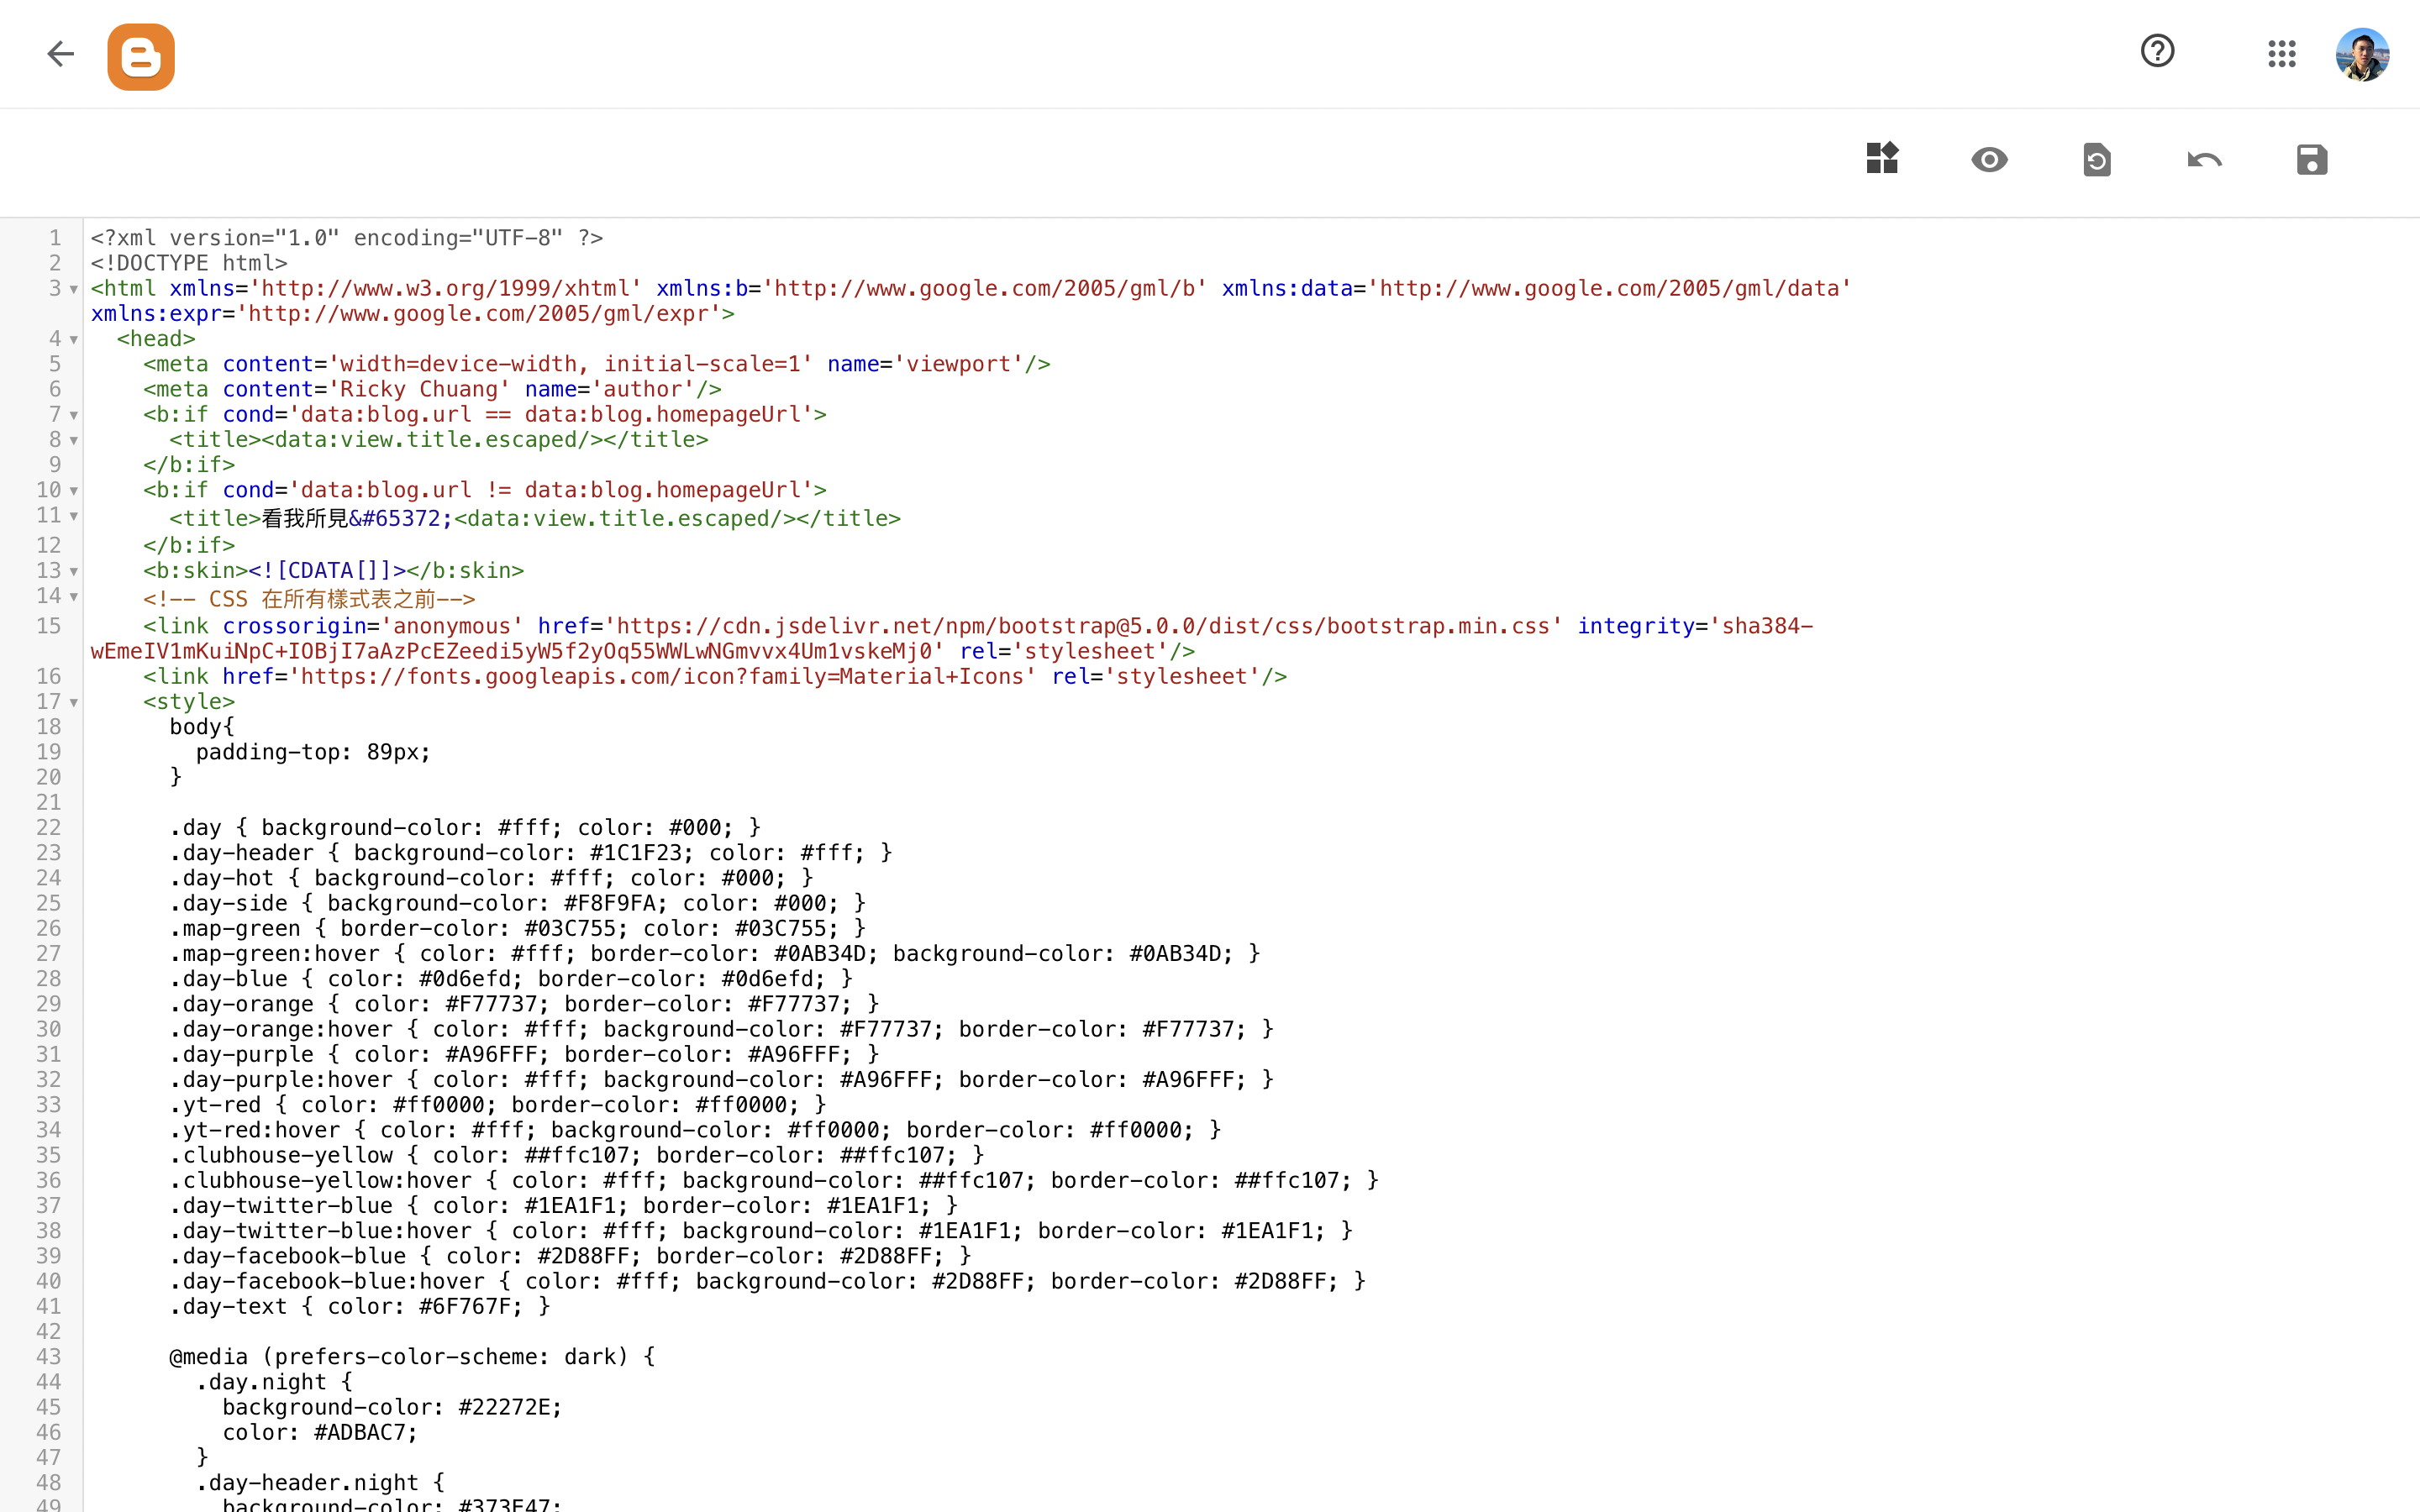 1 <?xml version="1.0" encoding="UTF-8" ?>
2 <!DOCTYPE html>
3 <html xmlns='http://www.w3.org/1999/xhtml' xmlns:b='http://www.google.com/2005/gml/b' xmlns:data='http://www.google.com/2005/gml/data'
xmlns:expr='http://www.google.com/2005/gml/expr'>
4 <head>
5 <meta content='width=device-width, initial-scale=1' name='viewport'/>
6 <meta content='Ricky Chuang' name='author'/>
7 <b:if cond='data:blog.url == data:blog.homepageUrl'>
8 <title><data:view.title.escaped/></title>
9 </b:if>
10 <b:if cond='data:blog.url != data:blog.homepageUrl'>
11 <title>看我所見&#65372;<data:view.title.escaped/></title>
12 </b:if>
13 <b:skin><![CDATA[]]></b:skin>
14 <!-- CSS 在所有樣式表之前-->
15 <link crossorigin='anonymous' href='https://cdn.jsdelivr.net/npm/bootstrap@5.0.0/dist/css/bootstrap.min.css' integrity='sha384-
wEmeIV1mKuiNpC+IOBjI7aAzPcEZeedi5yW5f2yOq55WWLwNGmvvx4Um1vskeMj0' rel='stylesheet'/>
16 <link href='https://fonts.googleapis.com/icon?family=Material+Icons' rel='stylesheet'/>
17 <style>
18 body{
19 padding-top: 89px;
20 }
21
22 .day { background-color: #fff; color: #000; }
23 .day-header { background-color: #1C1F23; color: #fff; }
24 .day-hot { background-color: #fff; color: #000; }
25 .day-side { background-color: #F8F9FA; color: #000; }
26 .map-green { border-color: #03C755; color: #03C755; }
27 .map-green:hover { color: #fff; border-color: #0AB34D; background-color: #0AB34D; }
28 .day-blue { color: #0d6efd; border-color: #0d6efd; }
29 .day-orange { color: #F77737; border-color: #F77737; }
30 .day-orange:hover { color: #fff; background-color: #F77737; border-color: #F77737; }
31 .day-purple { color: #A96FFF; border-color: #A96FFF; }
32 .day-purple:hover { color: #fff; background-color: #A96FFF; border-color: #A96FFF; }
33 .yt-red { color: #ff0000; border-color: #ff0000; }
34 .yt-red:hover { color: #fff; background-color: #ff0000; border-color: #ff0000; }
35 .clubhouse-yellow { color: ##ffc107; border-color: ##ffc107; }
36 .clubhouse-yellow:hover { color: #fff; background-color: ##ffc107; border-color: ##ffc107; }
37 .day-twitter-blue { color: #1EA1F1; border-color: #1EA1F1; }
38 .day-twitter-blue:hover { color: #fff; background-color: #1EA1F1; border-color: #1EA1F1; }
39 .day-facebook-blue { color: #2D88FF; border-color: #2D88FF; }
40 .day-facebook-blue:hover { color: #fff; background-color: #2D88FF; border-color: #2D88FF; }
41 .day-text { color: #6F767F; }
42
43 @media (prefers-color-scheme: dark) {
44 .day.night {
45 background-color: #22272E;
46 color: #ADBAC7;
47 }
48 .day-header.night {
49 background-color: #373E47;